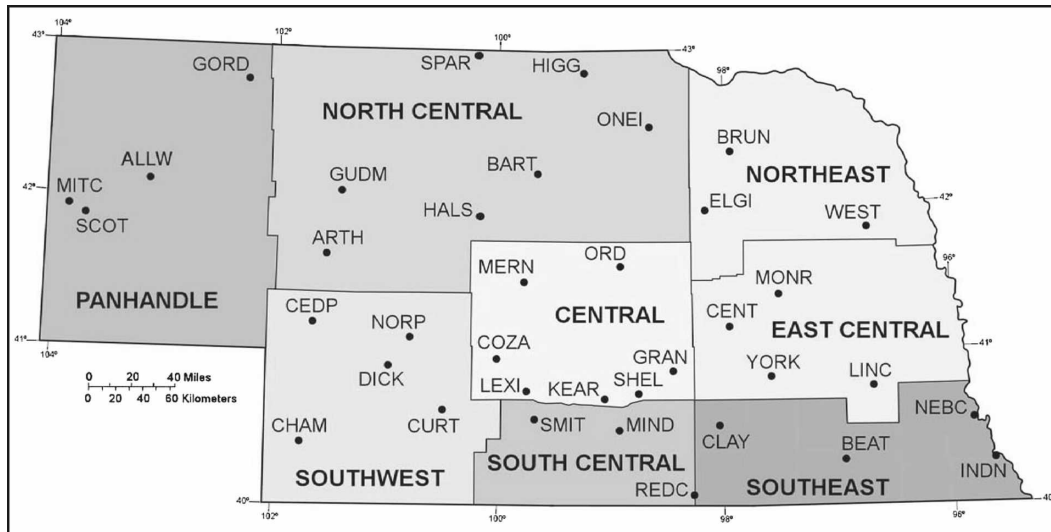 104°
43°
102°
100°
43°
98°
GORD
SPAR
HIGG
NORTH CENTRAL
ONEI
BRUN
ALLW
BART
NORTHEAST
GUDM
42°
MITC
ELGI
42°
SCOT
HALS
WEST
ARTH
ORD
96°
MERN
MONR
PANHANDLE
CEDP
CENTRAL
CENT
NORP
EAST CENTRAL
41°
104°
COZA
41°
GRAN
DICK
YORK
LINC
0 20 40 Miles
SHEL
0 20 40 60 Kilometers
LEXI
KEAR
NEBC
CHAM
CURT
SMIT
MIND
CLAY
BEAT
SOUTH CENTRAL
INDN
SOUTHWEST
SOUTHEAST
REDC
40°
40°
102°
100°
98°
96°